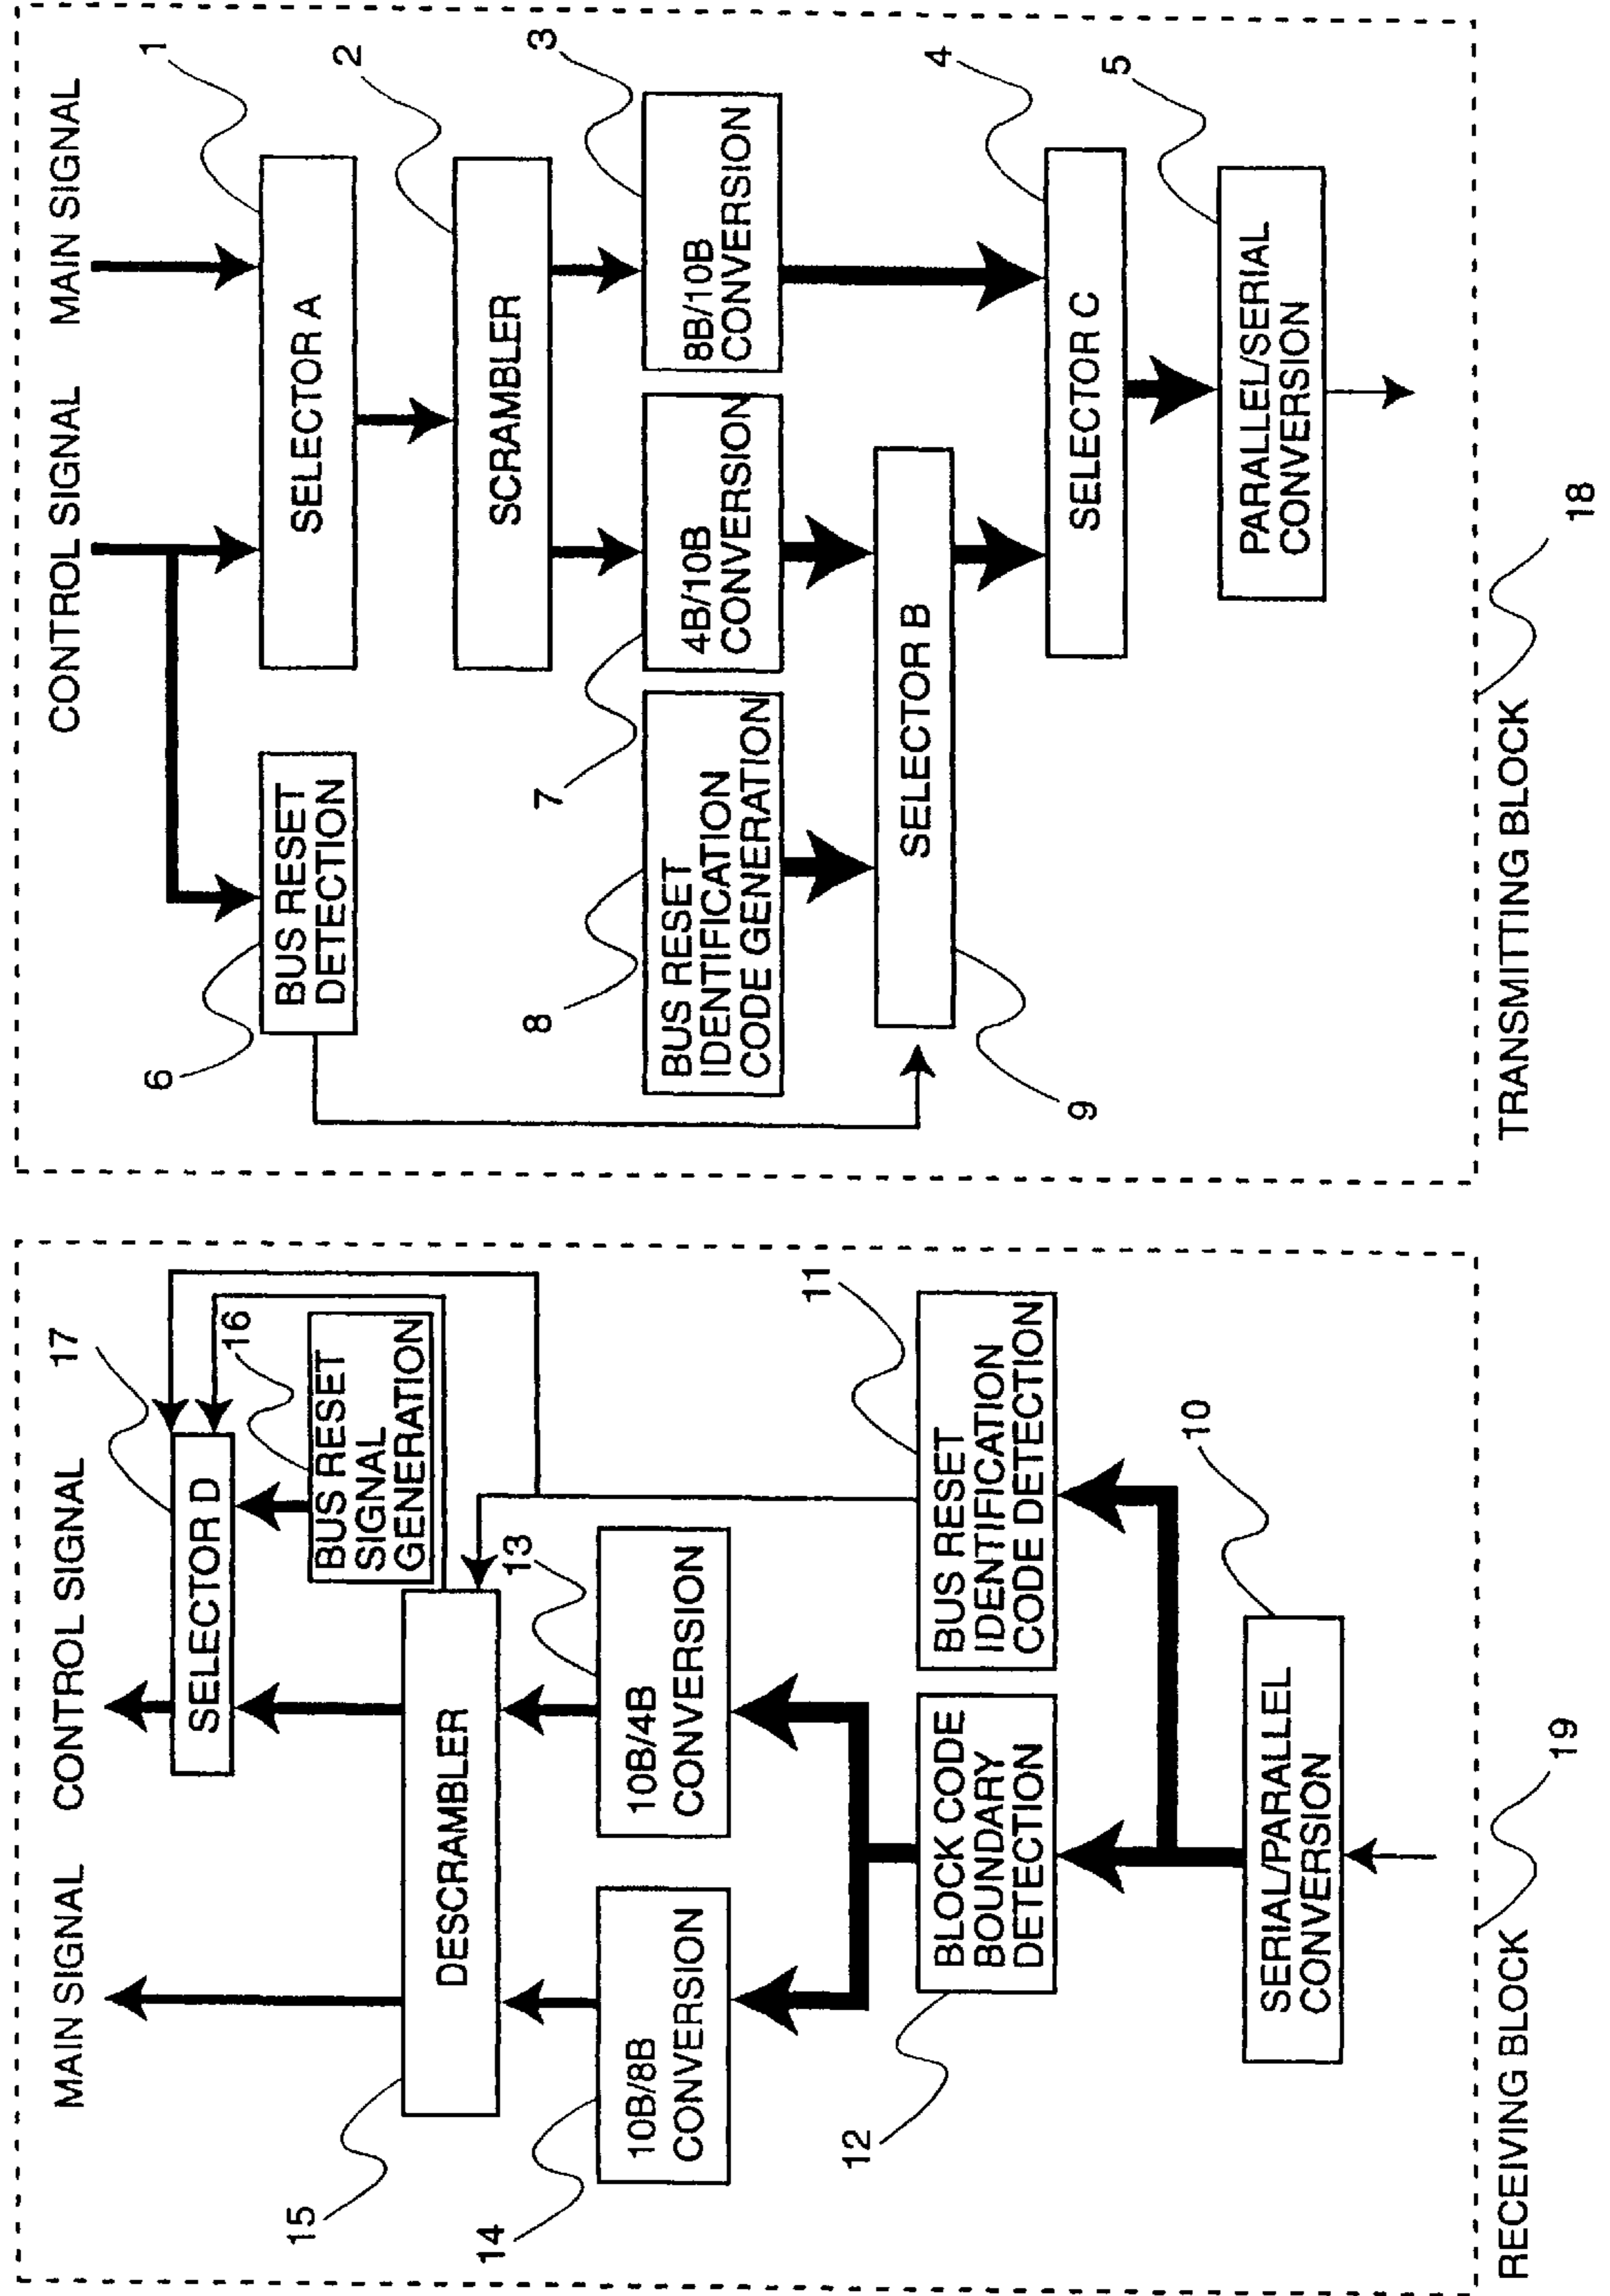 MAIN SIGNAL
CONTROL SIGNAL
17
SELECTOR D
16
BUS RESET
SIGNAL
GENERATION
15
DESCRAMBLER
13
14
10B/8B
CONVERSION
10B/4B
CONVERSION
11
12
BLOCK CODE
BOUNDARY
DETECTION
BUS RESET
IDENTIFICATION
CODE DETECTION
10
SERIAL/PARALLEL
CONVERSION
RECEIVING BLOCK
19
CONTROL SIGNAL
MAIN SIGNAL
1
6
BUS RESET
DETECTION
SELECTOR A
2
SCRAMBLER
3
8
BUS RESET
IDENTIFICATION
CODE GENERATION
7
4B/10B
CONVERSION
8B/10B
CONVERSION
9
SELECTOR B
4
SELECTOR C
5
PARALLEL/SERIAL
CONVERSION
TRANSMITTING BLOCK
18